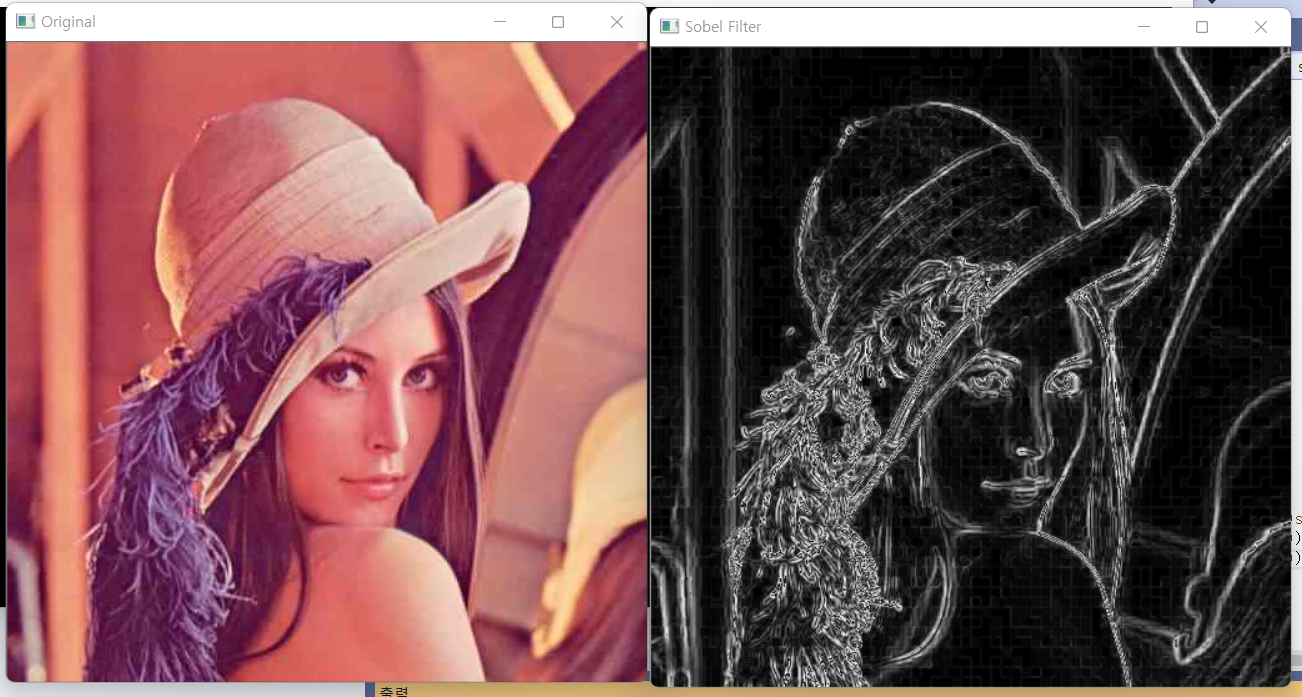 Original
Sobel Filter
s
's
)
))
출력